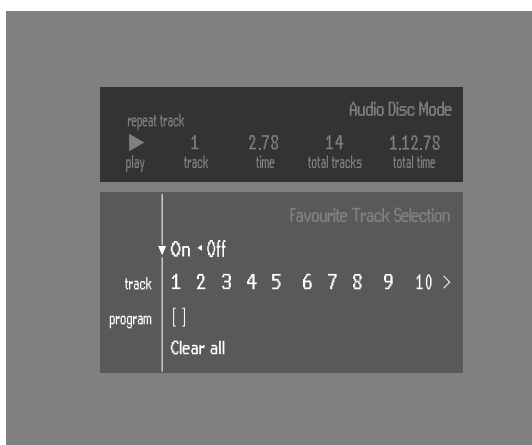 Audio Disc Mode
repeat track
1 2.78 14 1.12.78
play track time total tracks total time
Favourite Track Selection
On Off
track 1 2 3 4 5 6 7 8 9 10 >
program [ ]
Clear all